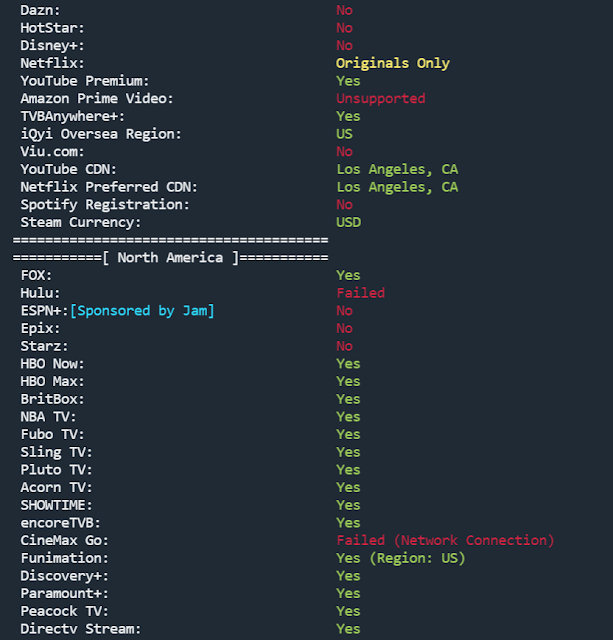 Dazn: No
HotStar: No
Disney+: No
Netflix: Originals Only
YouTube Premium: Yes
Amazon Prime Video: Unsupported
TVBAnywhere+: Yes
iQyi Oversea Region: US
Viu.com: No
YouTube CDN: Los Angeles, CA
Netflix Preferred CDN: Los Angeles, CA
Spotify Registration: No
Steam Currency: USD
=======================================
===========[ North America ]===========
FOX: Yes
Hulu: Failed
ESPN+:[Sponsored by Jam] No
Epix: No
Starz: No
HBO Now: Yes
HBO Max: Yes
BritBox: Yes
NBA TV: Yes
Fubo TV: Yes
Sling TV: Yes
Pluto TV: Yes
Acorn TV: Yes
SHOWTIME: Yes
encoreTVB: Yes
CineMax Go: Failed (Network Connection)
Funimation: Yes (Region: US)
Discovery+: Yes
Paramount+: Yes
Peacock TV: Yes
Directv Stream: Yes